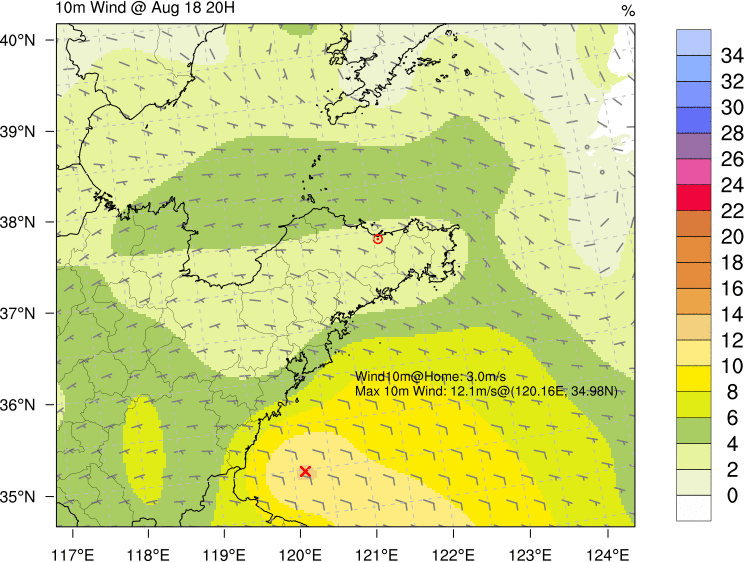 10m Wind @ Aug 18 20H
%
40°N
39°N
38°N
37°N
36°N
35°N
Wind10m@Home: 3.0m/s
Max 10m Wind: 12.1m/s@(120.16E, 34.98N)
117°E 118°E 119°E 120°E 121°E 122°E 123°E 124°E
34
32
30
28
26
24
22
20
18
16
14
12
10
8
6
4
2
0